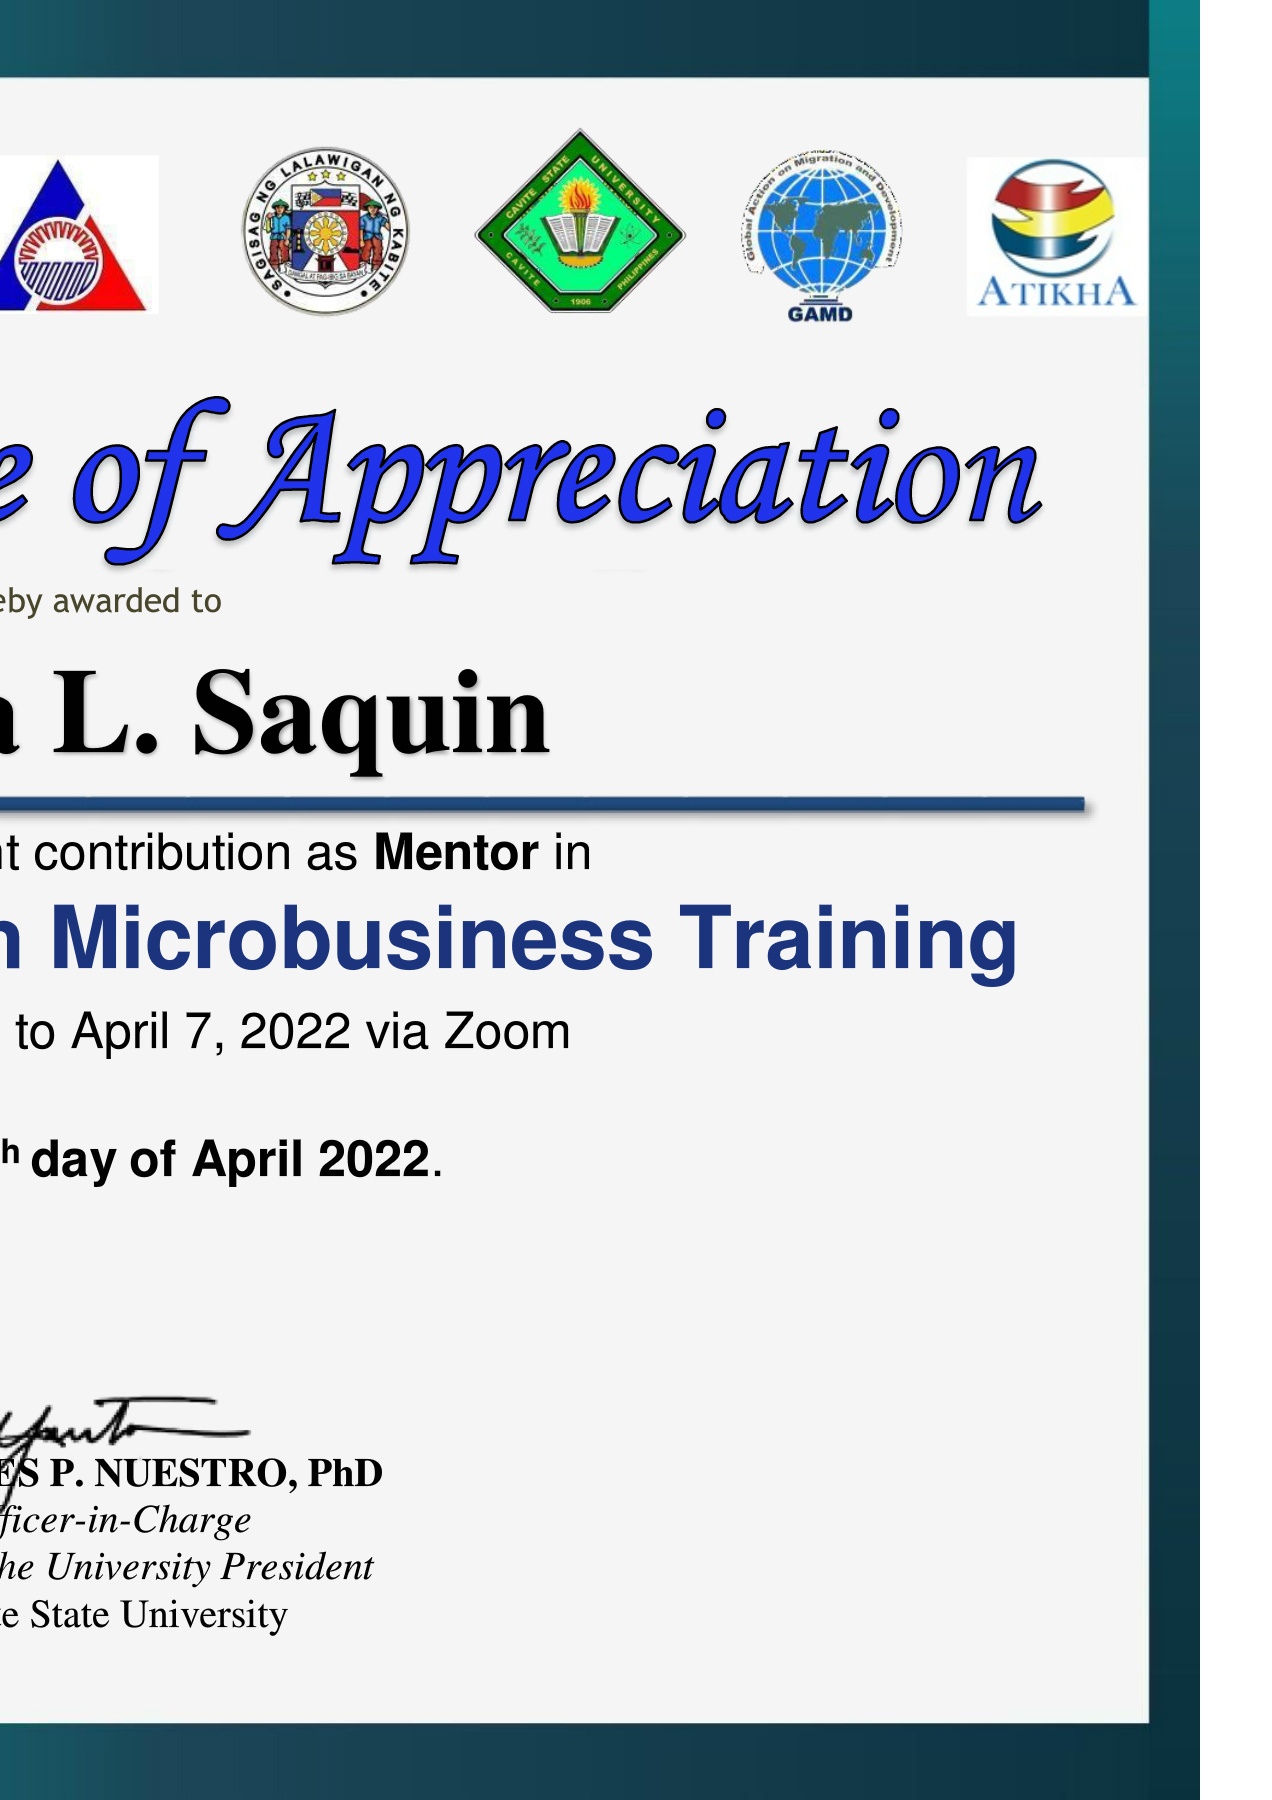 SAGISAG NG LALAWIGAN NG KABITE
CAVITE STATE UNIVERSITY
CAVITE PHILIPPINES
1906
Global Action on Migration and Development
GAMD
ATIKHA
e of Appreciation
eby awarded to
a L. Saquin
nt contribution as Mentor in
n Microbusiness Training
to April 7, 2022 via Zoom
h day of April 2022.
ES P. NUESTRO, PhD
fficer-in-Charge
he University President
te State University